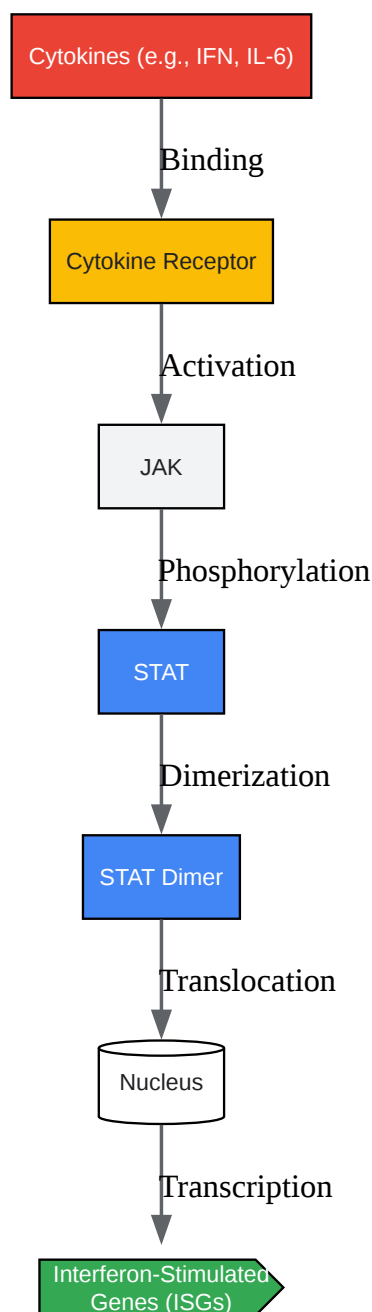 Cytokines (e.g., IFN, IL-6)
Binding
Cytokine Receptor
Activation
JAK
Phosphorylation
STAT
Dimerization
STAT Dimer
Translocation
Nucleus
Transcription
Interferon-Stimulated
Genes (ISGs)